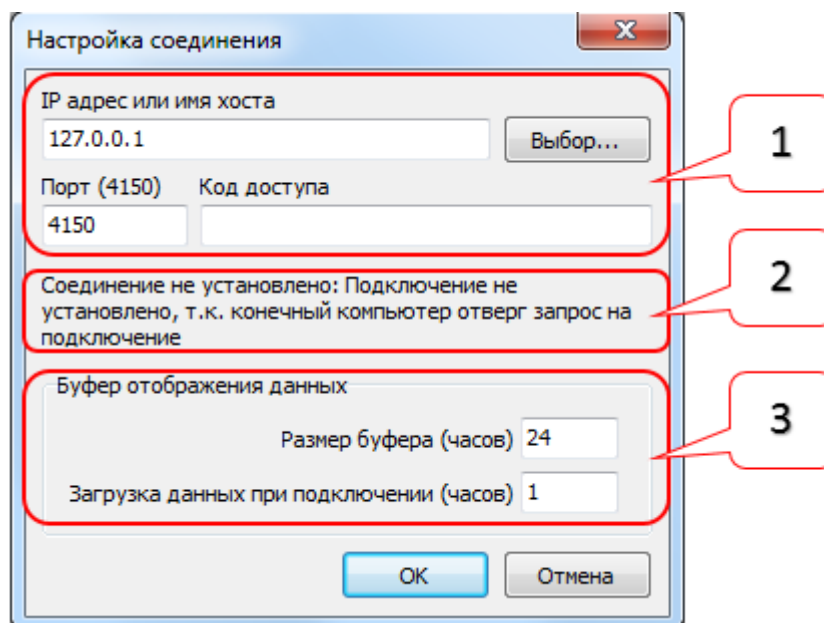 Настройка соединения
IP адрес или имя хоста
127.0.0.1
Выбор...
1
Порт (4150)
Код доступа
4150
Соединение не установлено: Подключение не
установлено, т.к. конечный компьютер отверг запрос на
подключение
2
Буфер отображения данных
Размер буфера (часов)
24
Загрузка данных при подключении (часов)
1
3
OK
Отмена